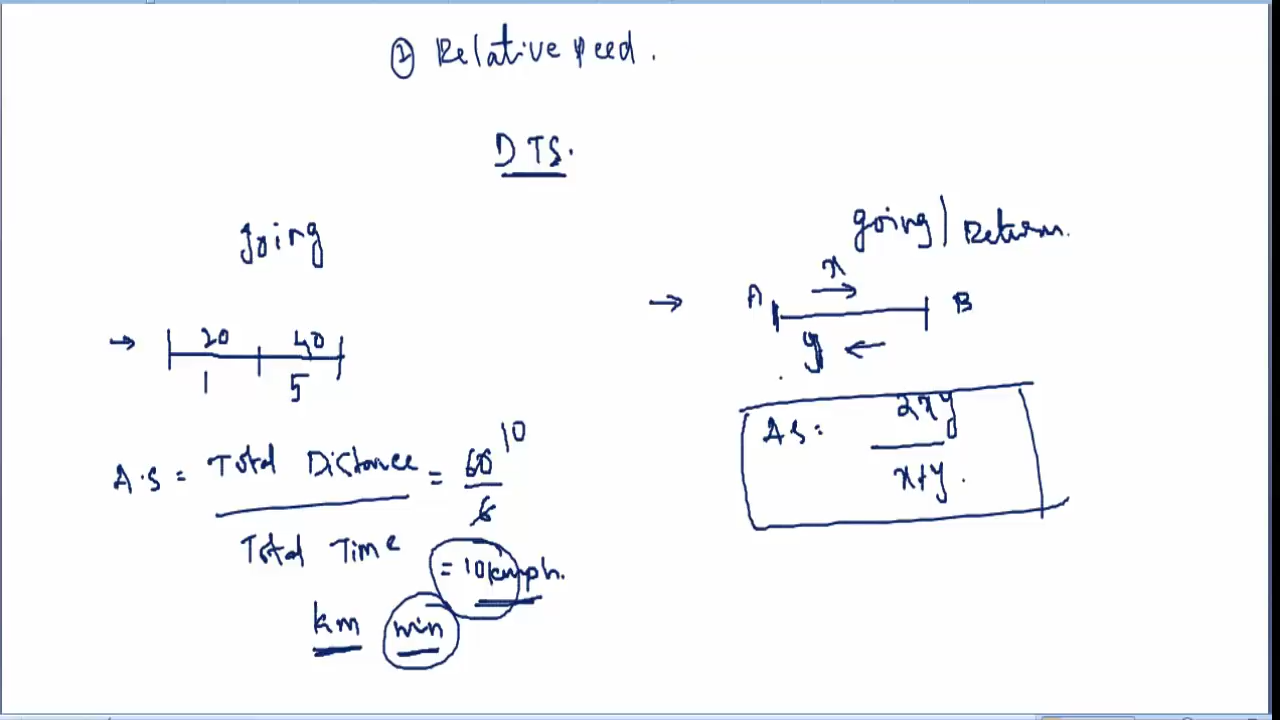 ② Relative peed.
DTS.
going
→ 20 40
1 5
A.S = Total Distance / Total Time = 60/6 10
= 10 kmph.
km min
going | Return.
→ A x → B
y ←
AS: 2xy / x+y.